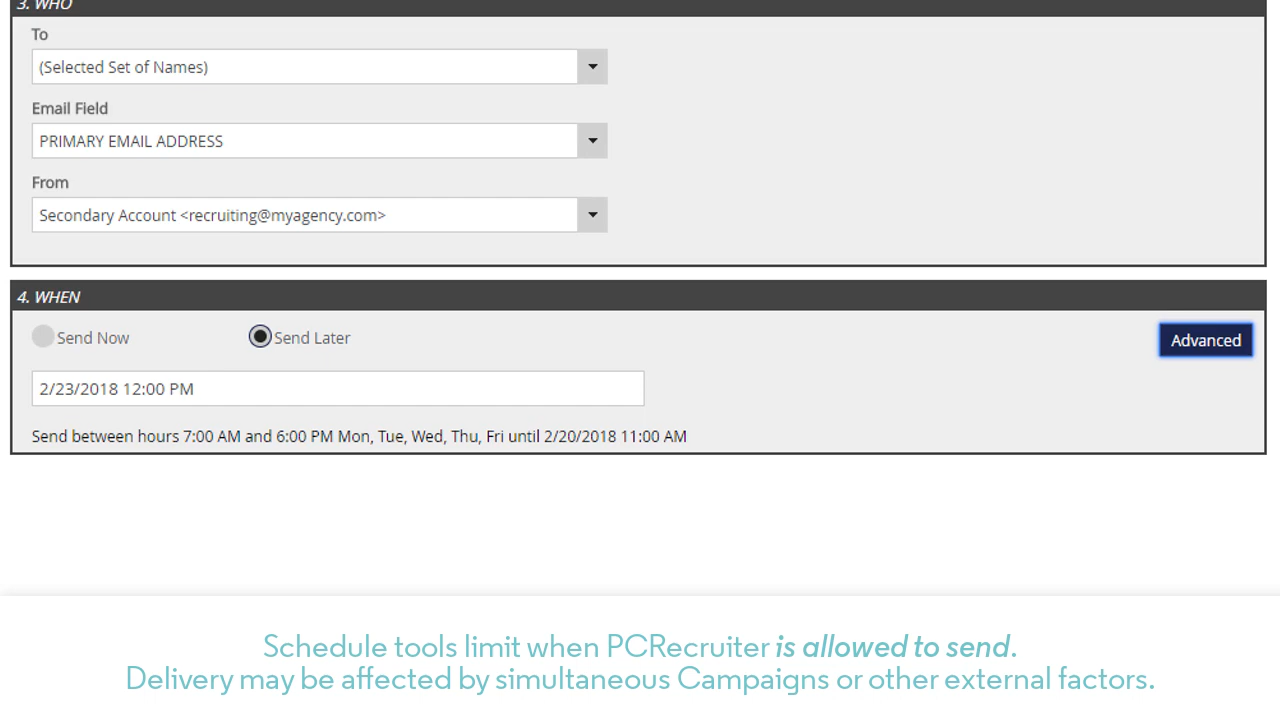 3. WHO
To
(Selected Set of Names)
Email Field
PRIMARY EMAIL ADDRESS
From
Secondary Account <recruiting@myagency.com>
4. WHEN
Send Now
Send Later
Advanced
2/23/2018 12:00 PM
Send between hours 7:00 AM and 6:00 PM Mon, Tue, Wed, Thu, Fri until 2/20/2018 11:00 AM
Schedule tools limit when PCRecruiter is allowed to send.
Delivery may be affected by simultaneous Campaigns or other external factors.